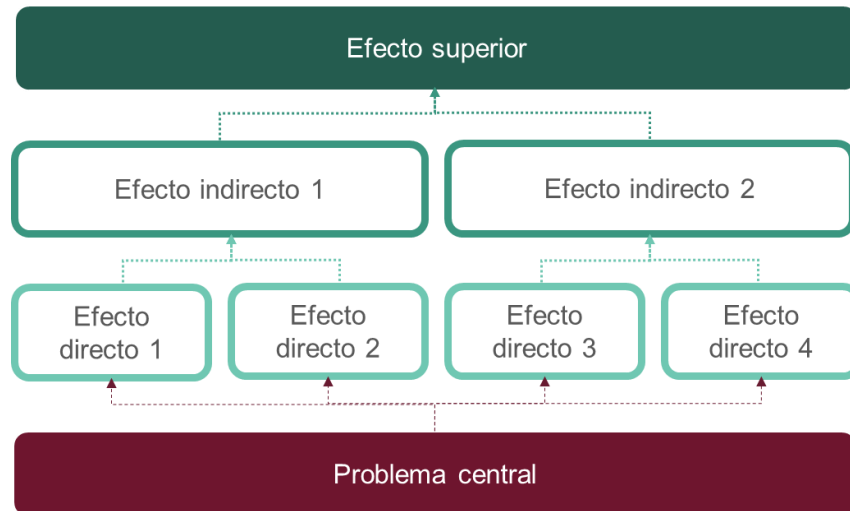 Efecto superior
Efecto indirecto 1
Efecto indirecto 2
Efecto
directo 1
Efecto
directo 2
Efecto
directo 3
Efecto
directo 4
Problema central